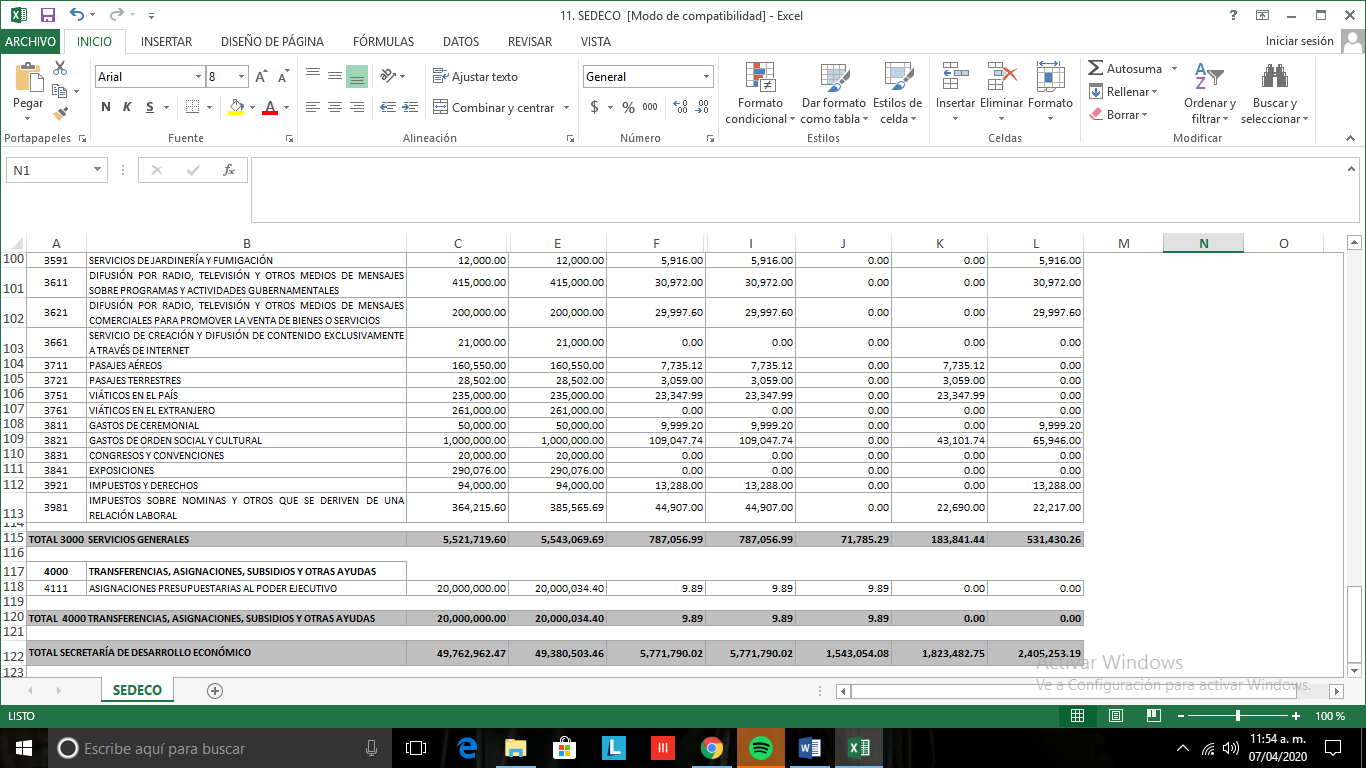 11. SEDECO [Modo de compatibilidad] - Excel
ARCHIVO INICIO INSERTAR DISEÑO DE PÁGINA FÓRMULAS DATOS REVISAR VISTA Iniciar sesión
Pegar
Portapapeles
Arial 8
N K S
Fuente
Ajustar texto
Combinar y centrar
Alineación
General
$ % 000
Número
Formato condicional
Dar formato como tabla
Estilos de celda
Estilos
Insertar Eliminar Formato
Celdas
Autosuma
Rellenar
Borrar
Ordenar y filtrar
Buscar y seleccionar
Modificar
N1 fx
A B C E F I J K L M N O
100 3591 SERVICIOS DE JARDINERÍA Y FUMIGACIÓN 12,000.00 12,000.00 5,916.00 5,916.00 0.00 0.00 5,916.00
101 3611 DIFUSIÓN POR RADIO, TELEVISIÓN Y OTROS MEDIOS DE MENSAJES
SOBRE PROGRAMAS Y ACTIVIDADES GUBERNAMENTALES 415,000.00 415,000.00 30,972.00 30,972.00 0.00 0.00 30,972.00
102 3621 DIFUSIÓN POR RADIO, TELEVISIÓN Y OTROS MEDIOS DE MENSAJES
COMERCIALES PARA PROMOVER LA VENTA DE BIENES O SERVICIOS 200,000.00 200,000.00 29,997.60 29,997.60 0.00 0.00 29,997.60
103 3661 SERVICIO DE CREACIÓN Y DIFUSIÓN DE CONTENIDO EXCLUSIVAMENTE
A TRAVÉS DE INTERNET 21,000.00 21,000.00 0.00 0.00 0.00 0.00 0.00
104 3711 PASAJES AÉREOS 160,550.00 160,550.00 7,735.12 7,735.12 0.00 7,735.12 0.00
105 3721 PASAJES TERRESTRES 28,502.00 28,502.00 3,059.00 3,059.00 0.00 3,059.00 0.00
106 3751 VIÁTICOS EN EL PAÍS 235,000.00 235,000.00 23,347.99 23,347.99 0.00 23,347.99 0.00
107 3761 VIÁTICOS EN EL EXTRANJERO 261,000.00 261,000.00 0.00 0.00 0.00 0.00 0.00
108 3811 GASTOS DE CEREMONIAL 50,000.00 50,000.00 9,999.20 9,999.20 0.00 0.00 9,999.20
109 3821 GASTOS DE ORDEN SOCIAL Y CULTURAL 1,000,000.00 1,000,000.00 109,047.74 109,047.74 0.00 43,101.74 65,946.00
110 3831 CONGRESOS Y CONVENCIONES 20,000.00 20,000.00 0.00 0.00 0.00 0.00 0.00
111 3841 EXPOSICIONES 290,076.00 290,076.00 0.00 0.00 0.00 0.00 0.00
112 3921 IMPUESTOS Y DERECHOS 94,000.00 94,000.00 13,288.00 13,288.00 0.00 0.00 13,288.00
113 3981 IMPUESTOS SOBRE NOMINAS Y OTROS QUE SE DERIVEN DE UNA
RELACIÓN LABORAL 364,215.60 385,565.69 44,907.00 44,907.00 0.00 22,690.00 22,217.00
114
115 TOTAL 3000 SERVICIOS GENERALES 5,521,719.60 5,543,069.69 787,056.99 787,056.99 71,785.29 183,841.44 531,430.26
116
117 4000 TRANSFERENCIAS, ASIGNACIONES, SUBSIDIOS Y OTRAS AYUDAS
118 4111 ASIGNACIONES PRESUPUESTARIAS AL PODER EJECUTIVO 20,000,000.00 20,000,034.40 9.89 9.89 9.89 0.00 0.00
119
120 TOTAL 4000 TRANSFERENCIAS, ASIGNACIONES, SUBSIDIOS Y OTRAS AYUDAS 20,000,000.00 20,000,034.40 9.89 9.89 9.89 0.00 0.00
121
122 TOTAL SECRETARÍA DE DESARROLLO ECONÓMICO 49,762,962.47 49,380,503.46 5,771,790.02 5,771,790.02 1,543,054.08 1,823,482.75 2,405,253.19
123
Activar Windows
Ve a Configuración para activar Windows.
SEDECO
LISTO 100 %
Escribe aquí para buscar
11:54 a. m.
07/04/2020